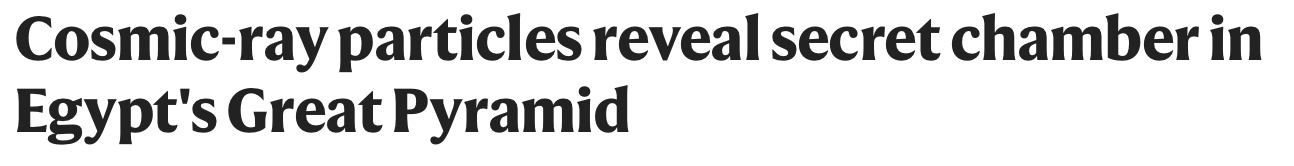 Cosmic-ray particles reveal secret chamber in
Egypt's Great Pyramid